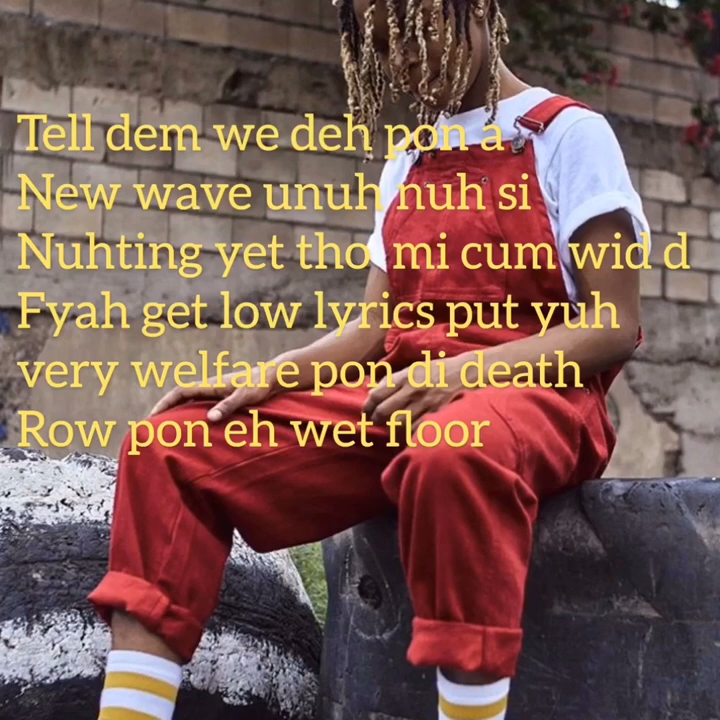 Tell dem we deh pon a
New wave unuh nuh si
Nuhting yet tho  mi cum wid d
Fyah get low lyrics put yuh
very welfare pon di death
Row pon eh wet floor